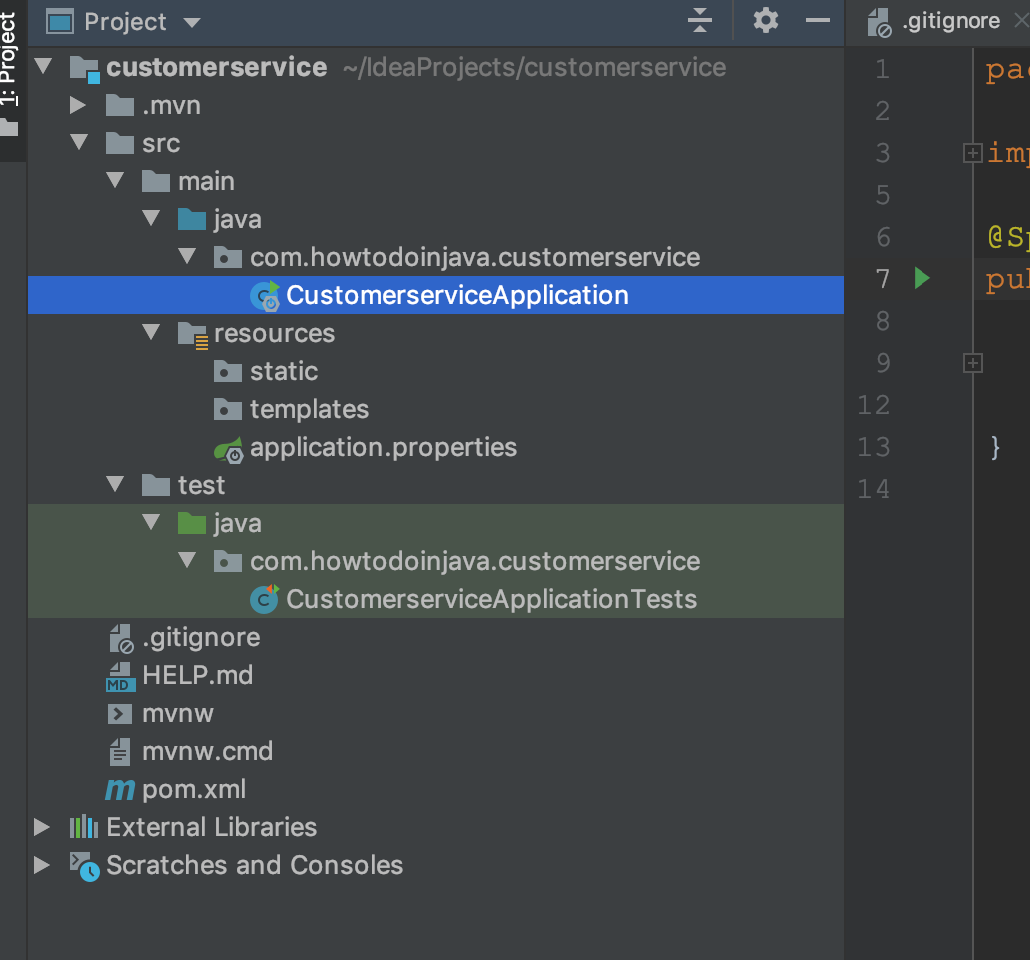 1: Project
Project
customerservice ~/IdeaProjects/customerservice
.mvn
src
main
java
com.howtodoinjava.customerservice
CustomerserviceApplication
resources
static
templates
application.properties
test
java
com.howtodoinjava.customerservice
CustomerserviceApplicationTests
.gitignore
HELP.md
mvnw
mvnw.cmd
pom.xml
External Libraries
Scratches and Consoles
.gitignore
1 pac
2
3 imp
5
6 @Sp
7 pub
8
9
12
13 }
14